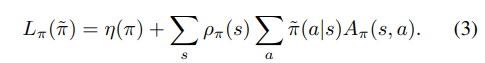 L_π(π̃) = η(π) + ∑_s ρ_π(s) ∑_a π̃(a|s)A_π(s, a). (3)